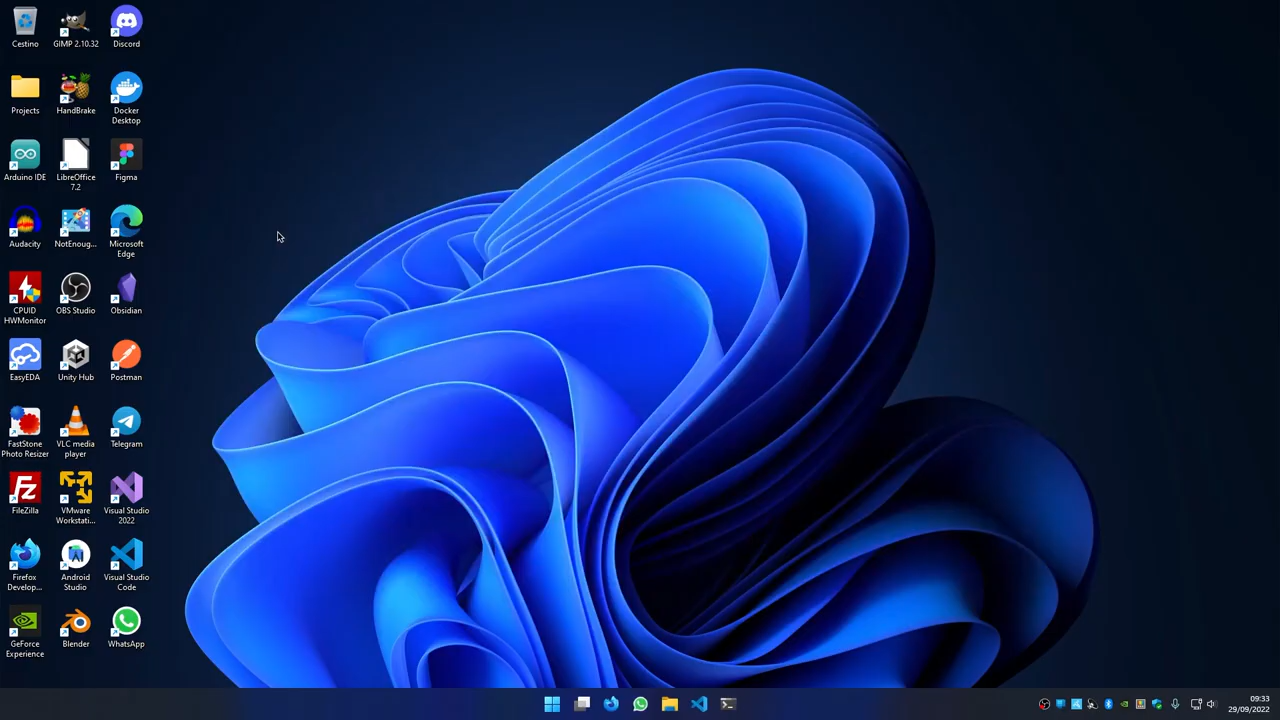 Cestino
GIMP 2.10.32
Discord
Projects
HandBrake
Docker
Desktop
Arduino IDE
LibreOffice
7.2
Figma
Audacity
NotEnoug...
Microsoft
Edge
CPUID
HWMonitor
OBS Studio
Obsidian
EasyEDA
Unity Hub
Postman
FastStone
Photo Resizer
VLC media
player
Telegram
FileZilla
VMware
Workstati...
Visual Studio
2022
Firefox
Develop...
Android
Studio
Visual Studio
Code
GeForce
Experience
Blender
WhatsApp
09:33
29/09/2022